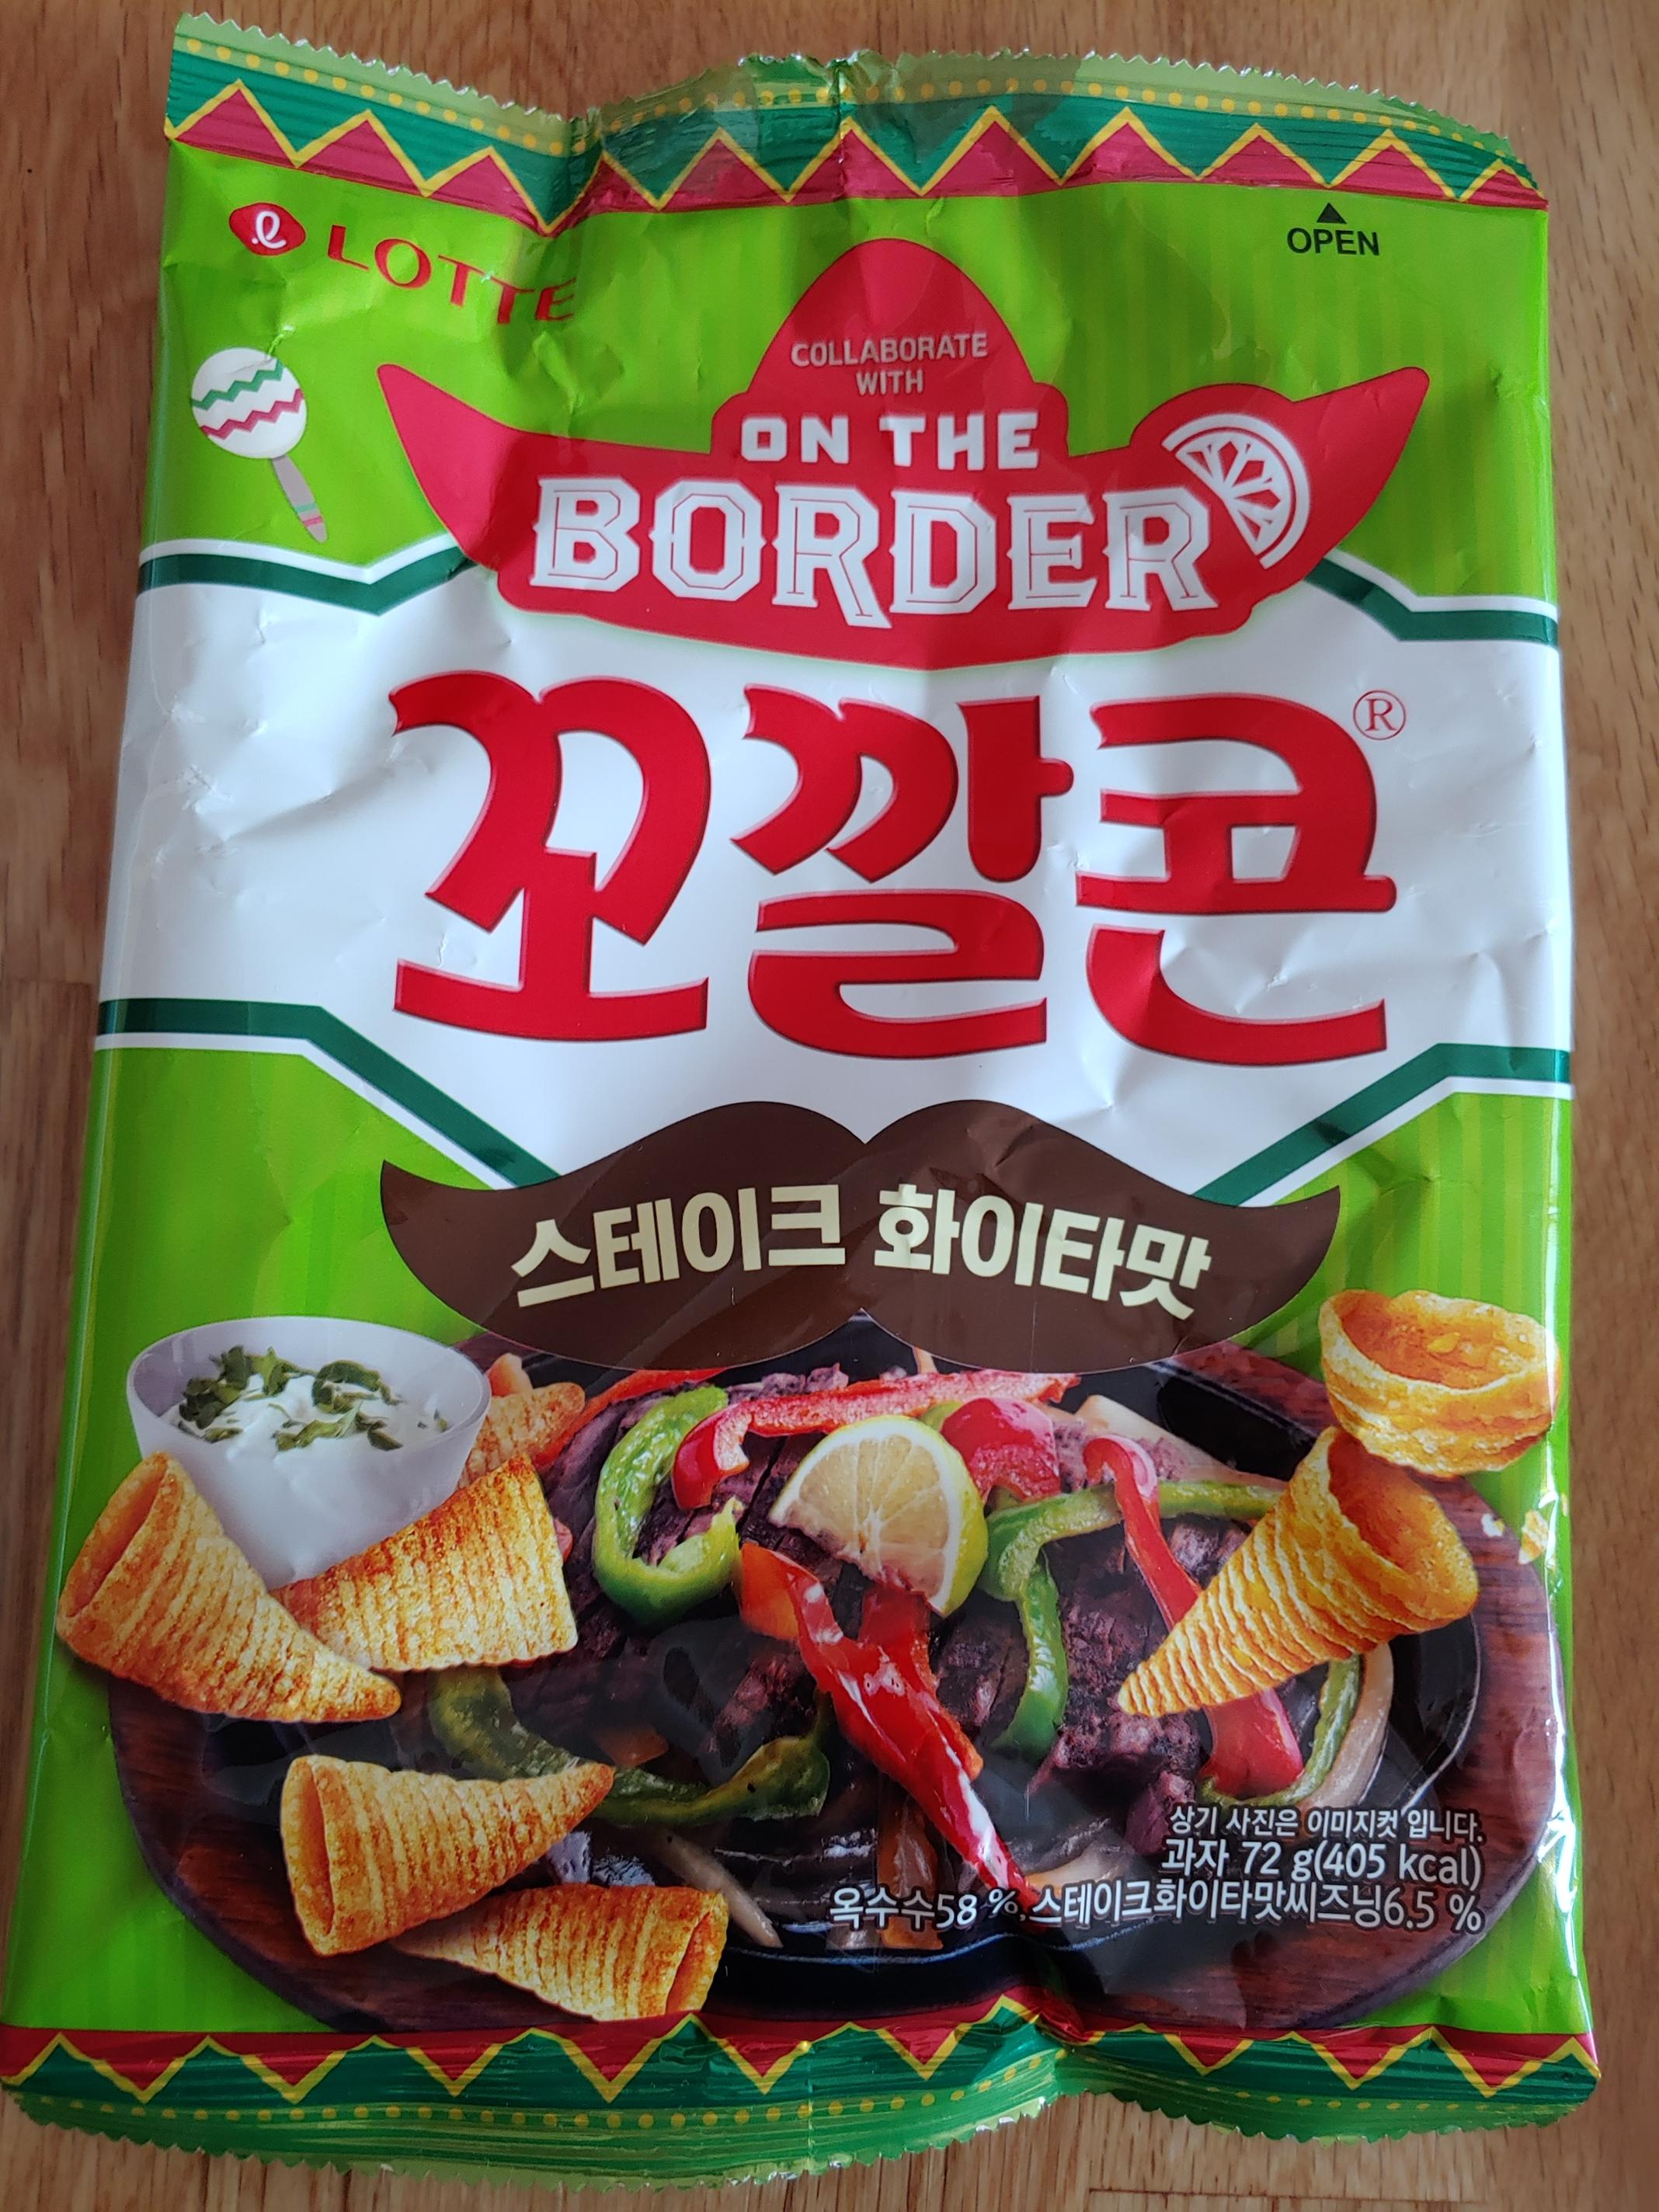 LOTTE
OPEN
COLLABORATE
WITH
ON THE
BORDER
꼬깔콘®
스테이크 화이타맛
상기 사진은 이미지컷 입니다.
과자 72 g(405 kcal)
옥수수58 %, 스테이크화이타맛씨즈닝6.5 %